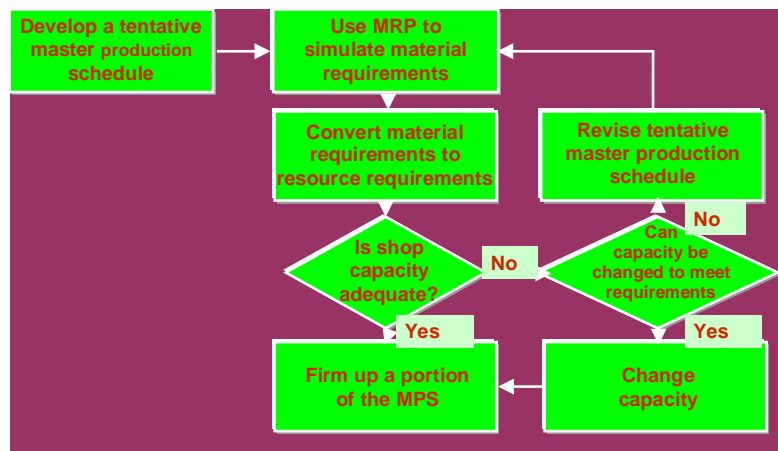 Develop a tentative
master production
schedule
Use MRP to
simulate material
requirements
Convert material
requirements to
resource requirements
Revise tentative
master production
schedule
Is shop
capacity
adequate?
No
No
Can
capacity be
changed to meet
requirements
Yes
Yes
Firm up a portion
of the MPS
Change
capacity